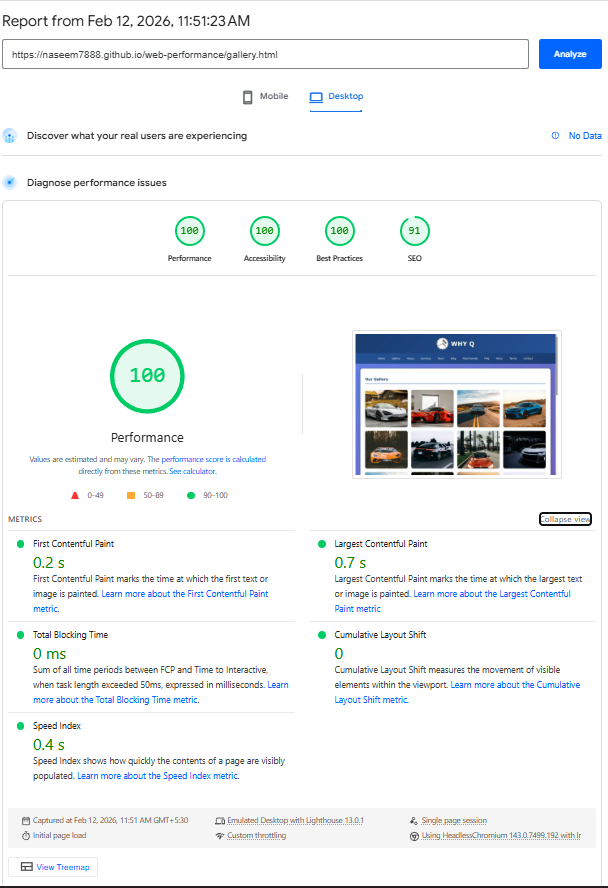 Report from Feb 12, 2026, 11:51:23 AM
https://naseem7888.github.io/web-performance/gallery.html
Analyze
Mobile
Desktop
Discover what your real users are experiencing
No Data
Diagnose performance issues
100
100
100
91
Performance
Accessibility
Best Practices
SEO
100
Performance
Values are estimated and may vary. The performance score is calculated
directly from these metrics. See calculator.
0–49
50–89
90–100
WHY Q
Our Gallery
METRICS
Collapse view
First Contentful Paint
0.2 s
First Contentful Paint marks the time at which the first text or
image is painted. Learn more about the First Contentful Paint
metric.
Largest Contentful Paint
0.7 s
Largest Contentful Paint marks the time at which the largest text
or image is painted. Learn more about the Largest Contentful
Paint metric
Total Blocking Time
0 ms
Sum of all time periods between FCP and Time to Interactive,
when task length exceeded 50ms, expressed in milliseconds. Learn
more about the Total Blocking Time metric.
Cumulative Layout Shift
0
Cumulative Layout Shift measures the movement of visible
elements within the viewport. Learn more about the Cumulative
Layout Shift metric.
Speed Index
0.4 s
Speed Index shows how quickly the contents of a page are visibly
populated. Learn more about the Speed Index metric.
Captured at Feb 12, 2026, 11:51 AM GMT+5:30
Emulated Desktop with Lighthouse 13.0.1
Single page session
Initial page load
Custom throttling
Using HeadlessChromium 143.0.7499.192 with lr
View Treemap